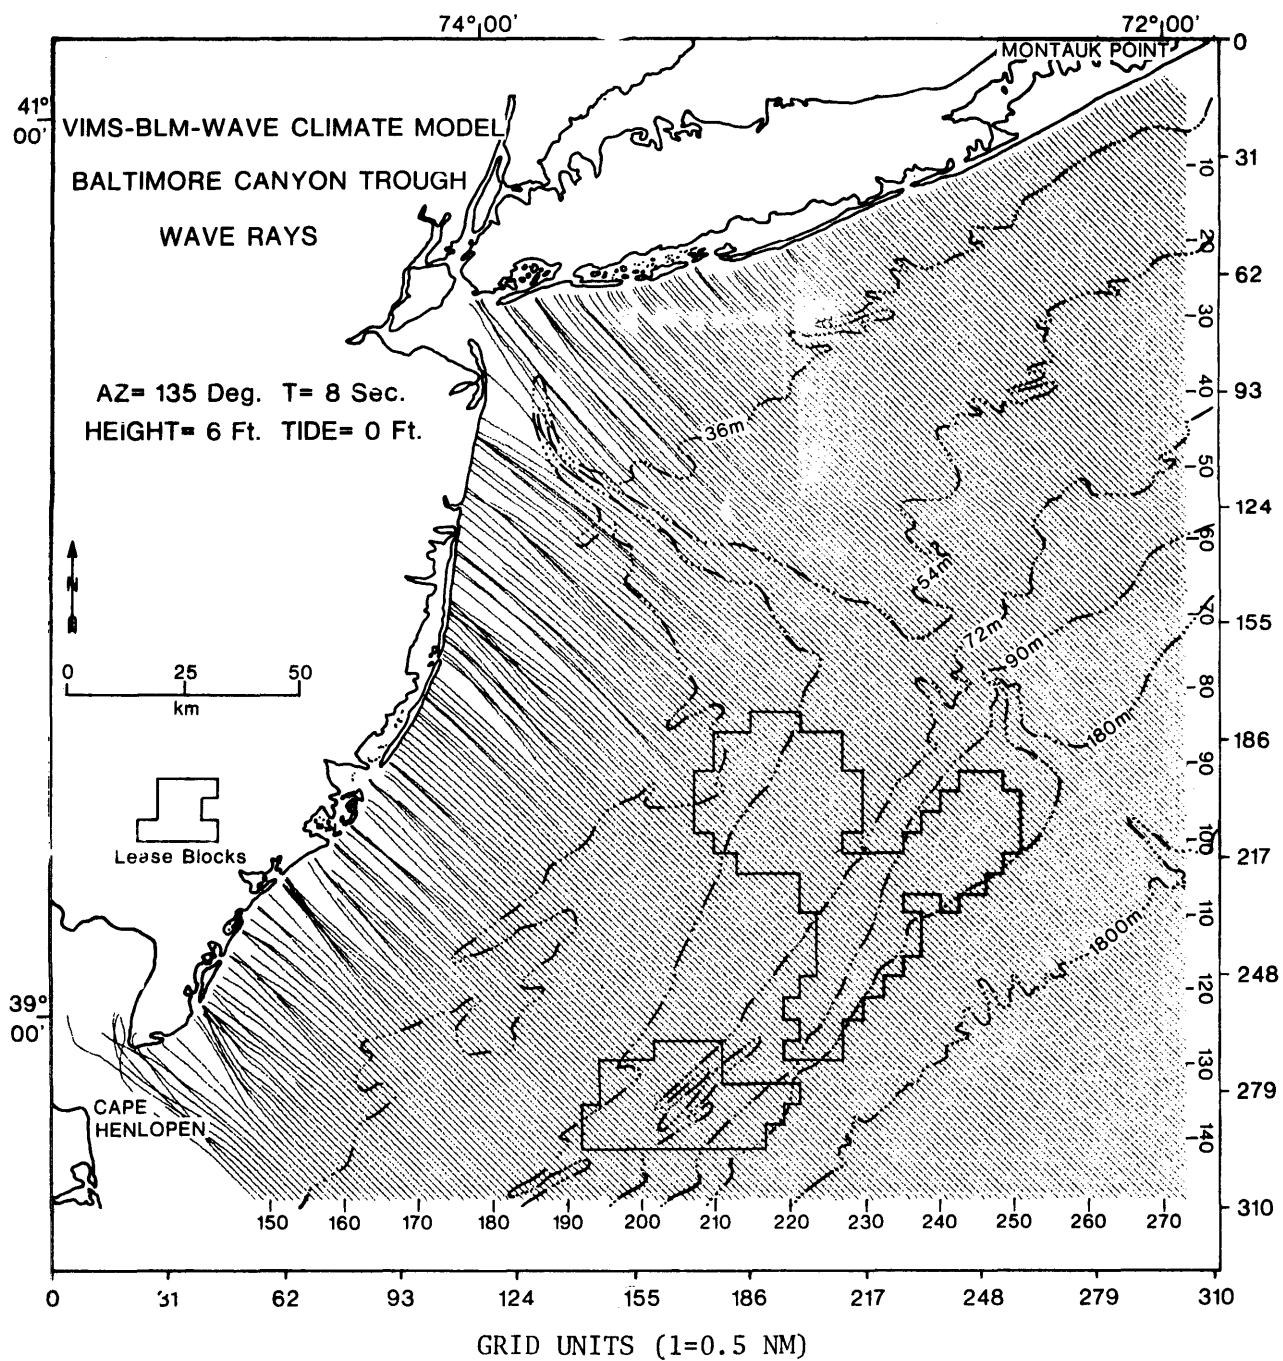 74°00′
72°00′
MONTAUK POINT
0
41°
00′
VIMS-BLM-WAVE CLIMATE MODEL
BALTIMORE CANYON TROUGH
WAVE RAYS
31
10
20
62
30
AZ= 135 Deg. T= 8 Sec.
HEIGHT= 6 Ft. TIDE= 0 Ft.
40
93
36m
50
124
60
54m
N
70
155
72m
90m
0 25 50
km
80
180m
186
90
Lease Blocks
100
217
110
1800m
248
120
39°
00′
130
279
CAPE
HENLOPEN
140
150 160 170 180 190 200 210 220 230 240 250 260 270
310
0 31 62 93 124 155 186 217 248 279 310
GRID UNITS (1=0.5 NM)